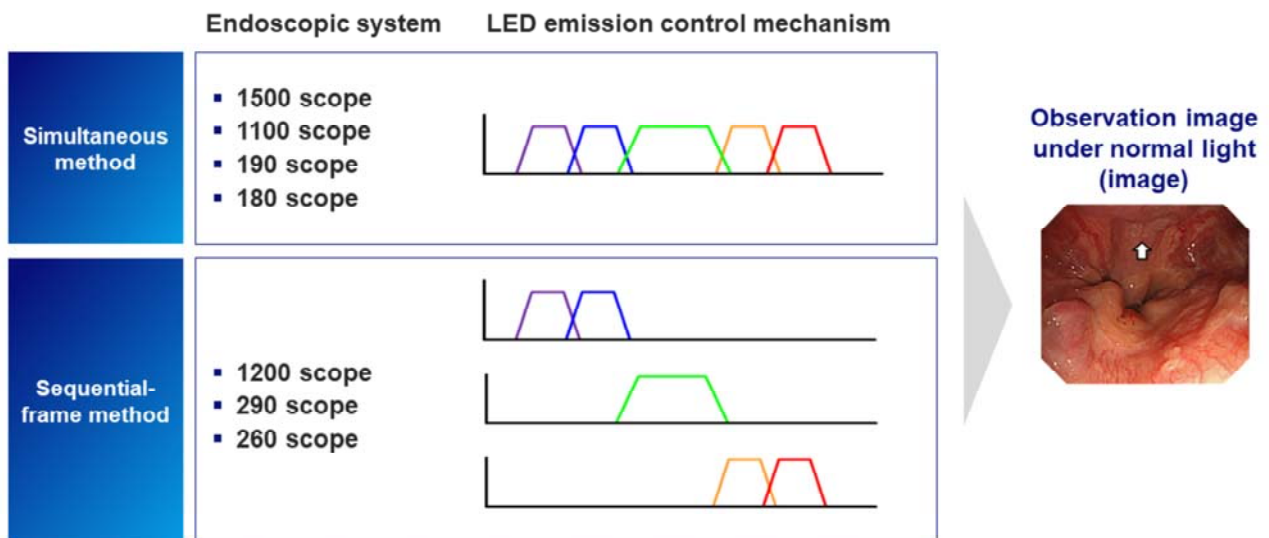 Endoscopic system
LED emission control mechanism
Simultaneous
method
▪ 1500 scope
▪ 1100 scope
▪ 190 scope
▪ 180 scope
Sequential-
frame method
▪ 1200 scope
▪ 290 scope
▪ 260 scope
Observation image
under normal light
(image)